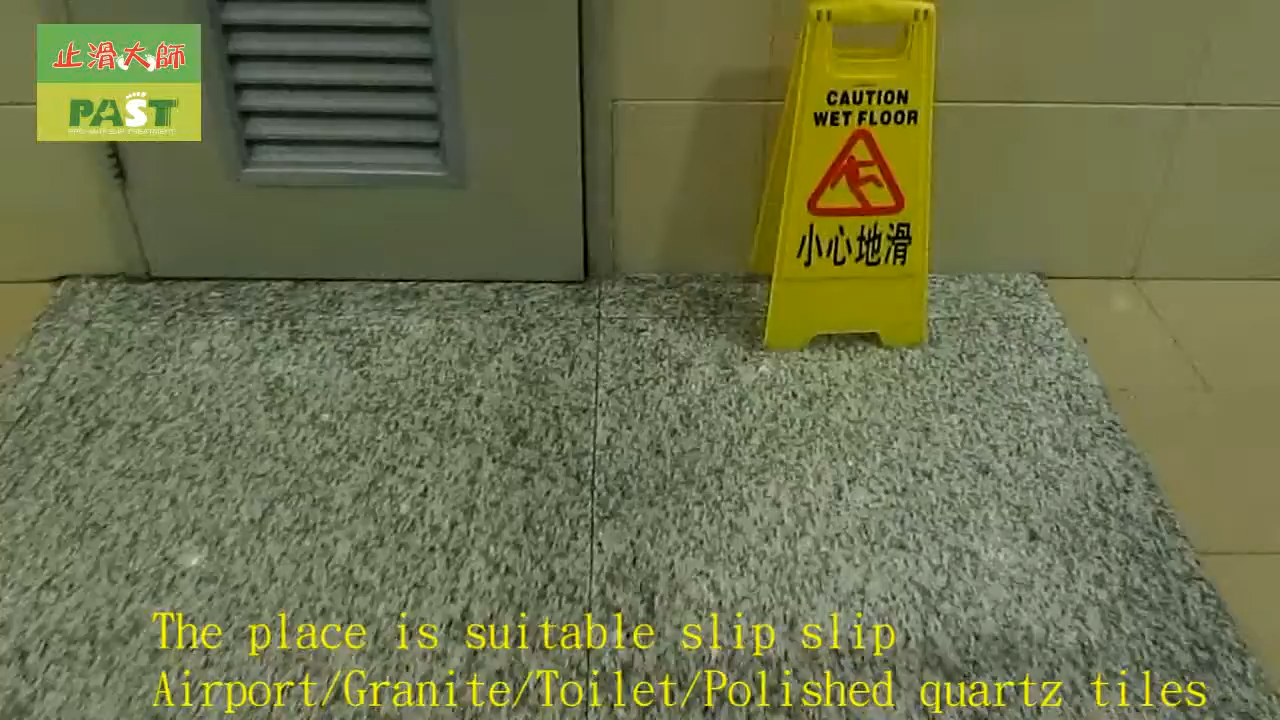 止滑大師
PAST
CAUTION
WET FLOOR
小心地滑
The place is suitable slip slip
Airport/Granite/Toilet/Polished quartz tiles